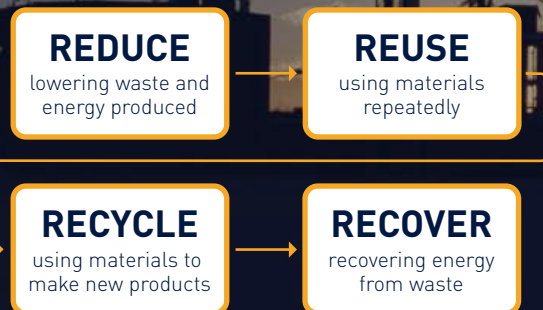 REDUCE
lowering waste and
energy produced
REUSE
using materials
repeatedly
RECYCLE
using materials to
make new products
RECOVER
recovering energy
from waste